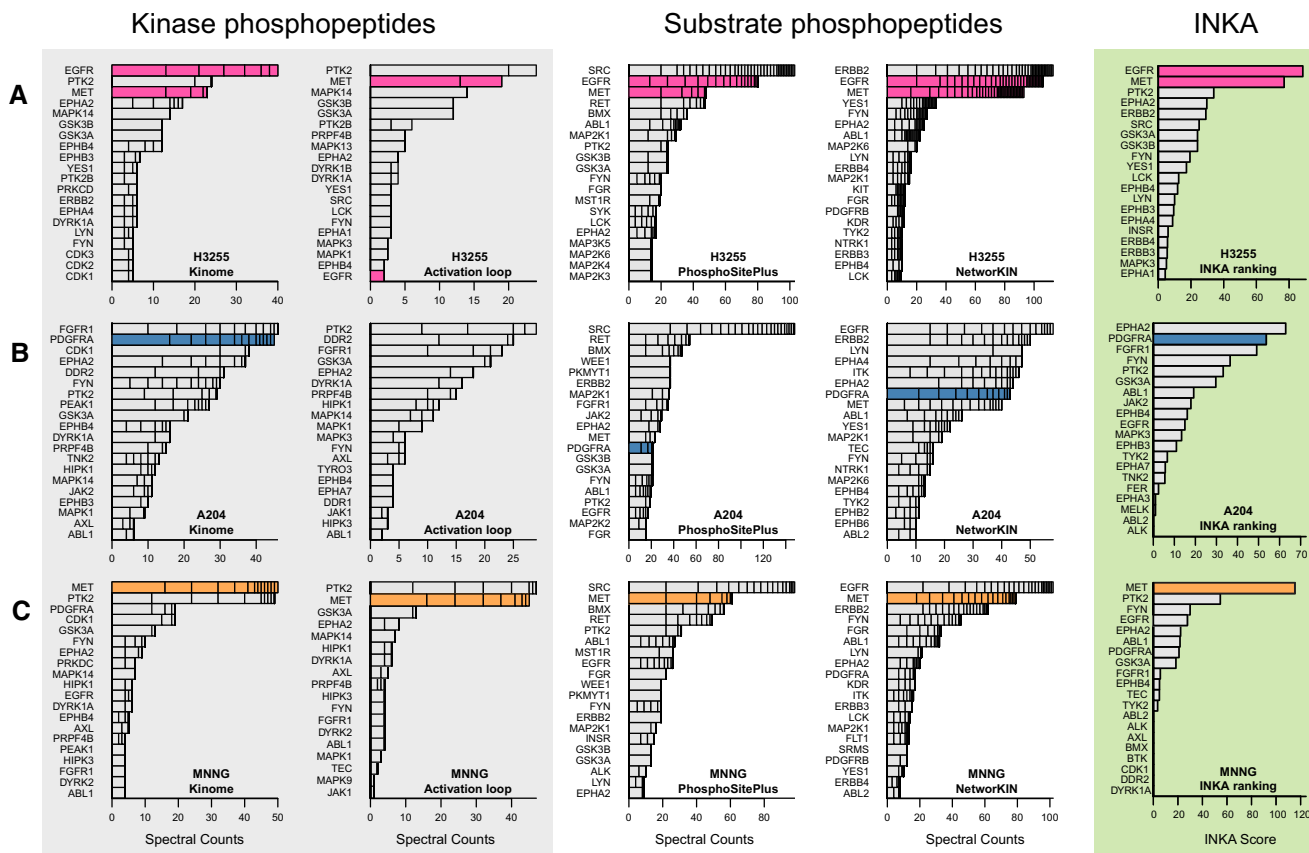 Kinase phosphopeptides
Substrate phosphopeptides
INKA
A
EGFR
PTK2
MET
EPHA2
MAPK14
GSK3B
GSK3A
EPHB4
EPHB3
YES1
PTK2B
PRKCD
ERBB2
EPHA4
DYRK1A
LYN
FYN
CDK3
CDK2
CDK1
H3255
Kinome
0 10 20 30 40
PTK2
MET
MAPK14
GSK3B
GSK3A
PTK2B
PRPF4B
MAPK13
EPHA2
DYRK1B
DYRK1A
YES1
SRC
LCK
FYN
EPHA1
MAPK3
MAPK1
EPHB4
EGFR
H3255
Activation loop
0 5 10 15 20
SRC
EGFR
MET
RET
BMX
ABL1
MAP2K1
PTK2
GSK3B
GSK3A
FYN
FGR
MST1R
SYK
LCK
EPHA2
MAP3K5
MAP2K6
MAP2K4
MAP2K3
H3255
PhosphoSitePlus
0 20 40 60 80 100
ERBB2
EGFR
MET
YES1
FYN
EPHA2
ABL1
MAP2K6
LYN
ERBB4
MAP2K1
KIT
FGR
PDGFRB
KDR
TYK2
NTRK1
ERBB3
EPHB4
LCK
H3255
NetworKIN
0 20 40 60 80 100
EGFR
MET
PTK2
EPHA2
ERBB2
SRC
GSK3A
GSK3B
FYN
YES1
LCK
EPHB4
LYN
EPHB3
EPHA4
INSR
ERBB4
ERBB3
MAPK3
EPHA1
H3255
INKA ranking
0 20 40 60 80
B
FGFR1
PDGFRA
CDK1
EPHA2
DDR2
FYN
PTK2
PEAK1
GSK3A
EPHB4
DYRK1A
PRPF4B
TNK2
HIPK1
MAPK14
JAK2
EPHB3
MAPK1
AXL
ABL1
A204
Kinome
0 10 20 30 40
PTK2
DDR2
FGFR1
GSK3A
EPHA2
DYRK1A
PRPF4B
HIPK1
MAPK14
MAPK1
MAPK3
FYN
AXL
TYRO3
EPHB4
EPHA7
DDR1
JAK1
HIPK3
ABL1
A204
Activation loop
0 5 10 15 20 25
SRC
RET
BMX
WEE1
PKMYT1
ERBB2
MAP2K1
FGFR1
JAK2
EPHA2
MET
PDGFRA
GSK3B
GSK3A
FYN
ABL1
PTK2
EGFR
MAP2K2
FGR
A204
PhosphoSitePlus
0 20 40 60 80 120
EGFR
ERBB2
LYN
EPHA4
ITK
EPHA2
PDGFRA
MET
ABL1
YES1
MAP2K1
TEC
FYN
NTRK1
MAP2K6
EPHB4
TYK2
EPHB2
EPHB6
ABL2
A204
NetworKIN
0 10 20 30 40 50
EPHA2
PDGFRA
FGFR1
FYN
PTK2
GSK3A
ABL1
JAK2
EPHB4
EGFR
MAPK3
EPHB3
TYK2
EPHA7
TNK2
FER
EPHA3
MELK
ABL2
ALK
A204
INKA ranking
0 10 20 30 40 50 60 70
C
MET
PTK2
PDGFRA
CDK1
GSK3A
FYN
EPHA2
PRKDC
MAPK14
HIPK1
EGFR
DYRK1A
EPHB4
AXL
PRPF4B
PEAK1
HIPK3
FGFR1
DYRK2
ABL1
MNNG
Kinome
0 10 20 30 40 50
Spectral Counts
PTK2
MET
GSK3A
EPHA2
MAPK14
HIPK1
DYRK1A
AXL
PRPF4B
HIPK3
FYN
FGFR1
DYRK2
ABL1
MAPK1
TEC
MAPK9
JAK1
MNNG
Activation loop
0 10 20 30 40
SRC
MET
BMX
RET
PTK2
ABL1
MST1R
EGFR
FGR
WEE1
PKMYT1
FYN
ERBB2
MAP2K1
INSR
GSK3B
GSK3A
ALK
LYN
EPHA2
MNNG
PhosphoSitePlus
0 20 40 60 80
Spectral Counts
EGFR
MET
ERBB2
FYN
FGR
ABL1
LYN
EPHA2
PDGFRA
KDR
ITK
ERBB3
LCK
MAP2K1
FLT1
SRMS
PDGFRB
YES1
ERBB4
ABL2
MNNG
NetworKIN
0 20 40 60 80 100
Spectral Counts
MET
PTK2
FYN
EGFR
EPHA2
ABL1
PDGFRA
GSK3A
FGFR1
EPHB4
TEC
TYK2
ABL2
ALK
AXL
BMX
BTK
CDK1
DDR2
DYRK1A
MNNG
INKA ranking
0 20 40 60 80 100 120
INKA Score